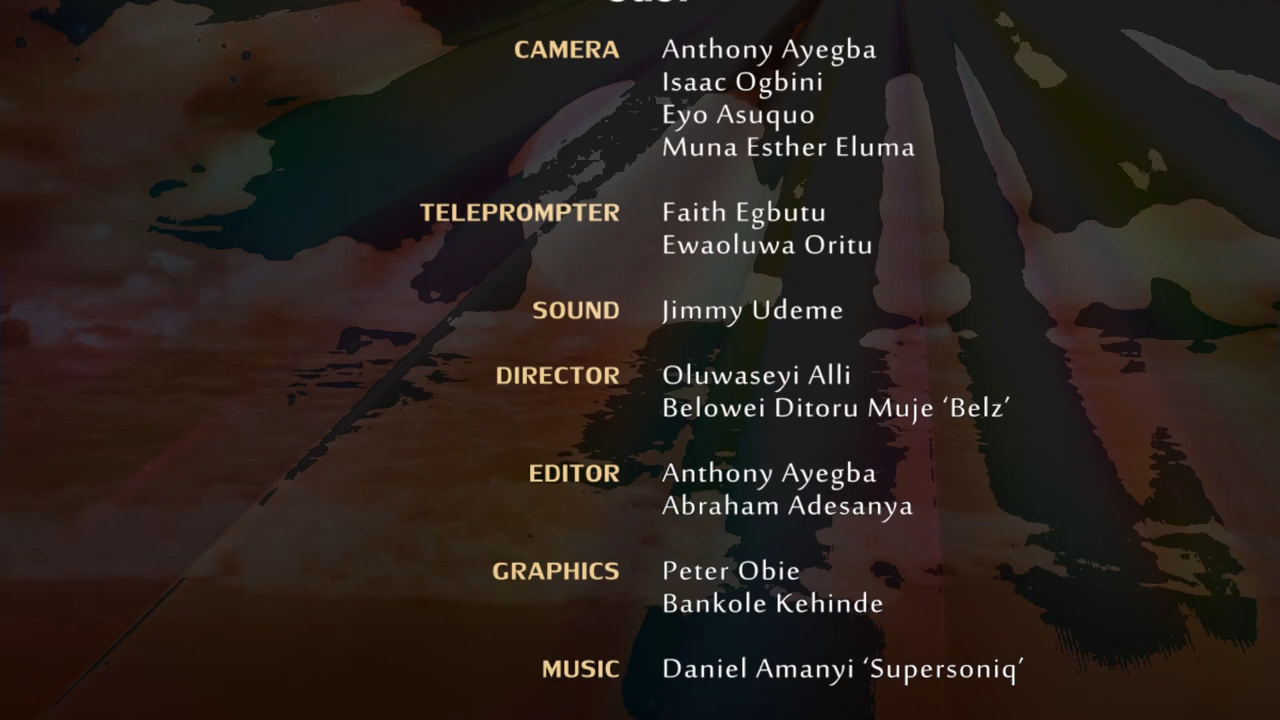 CAMERA Anthony Ayegba
Isaac Ogbini
Eyo Asuquo
Muna Esther Eluma
TELEPROMPTER Faith Egbutu
Ewaoluwa Oritu
SOUND Jimmy Udeme
DIRECTOR Oluwaseyi Alli
Belowei Ditoru Muje ‘Belz’
EDITOR Anthony Ayegba
Abraham Adesanya
GRAPHICS Peter Obie
Bankole Kehinde
MUSIC Daniel Amanyi ‘Supersoniq’